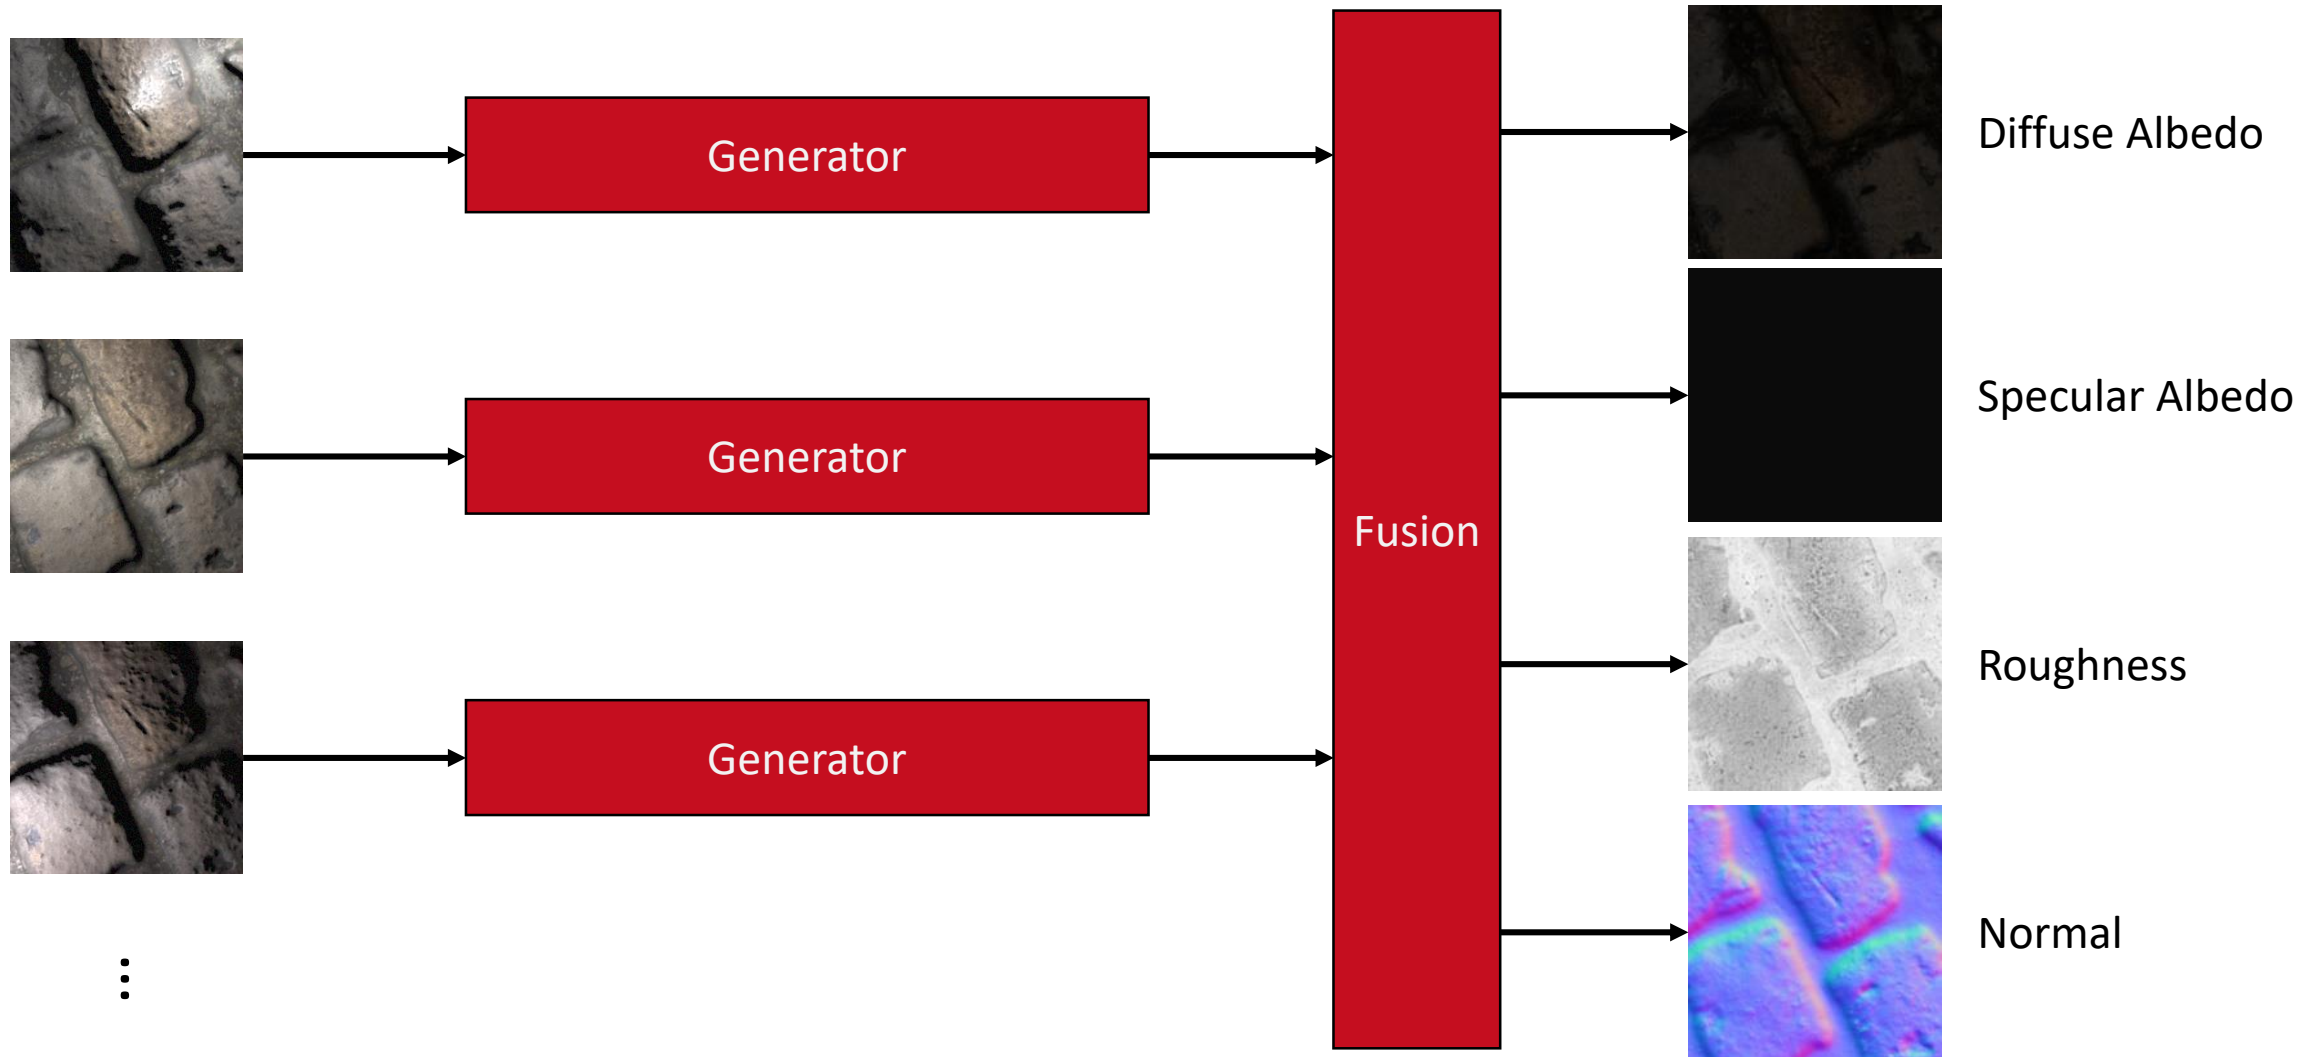 Generator
Generator
Generator
Fusion
Diffuse Albedo
Specular Albedo
Roughness
Normal